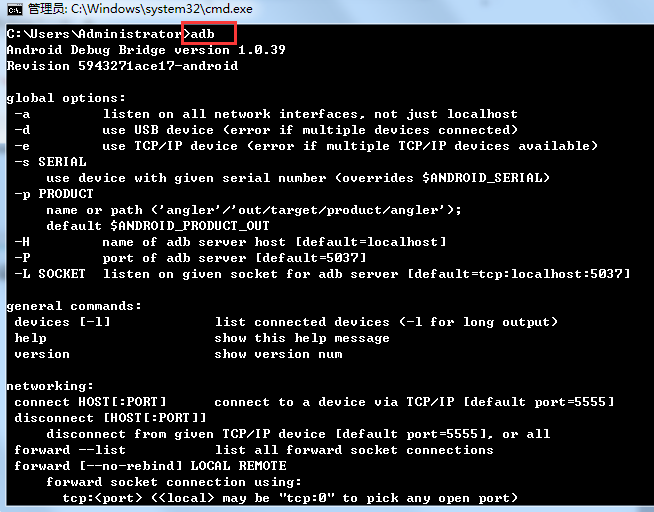 管理员: C:\Windows\system32\cmd.exe
C:\Users\Administrator>adb
Android Debug Bridge version 1.0.39
Revision 5943271ace17-android
global options:
-a listen on all network interfaces, not just localhost
-d use USB device (error if multiple devices connected)
-e use TCP/IP device (error if multiple TCP/IP devices available)
-s SERIAL
use device with given serial number (overrides $ANDROID_SERIAL)
-p PRODUCT
name or path ('angler'/'out/target/product/angler');
default $ANDROID_PRODUCT_OUT
-H name of adb server host [default=localhost]
-P port of adb server [default=5037]
-L SOCKET listen on given socket for adb server [default=tcp:localhost:5037]
general commands:
devices [-l] list connected devices (-l for long output)
help show this help message
version show version num
networking:
connect HOST[:PORT] connect to a device via TCP/IP [default port=5555]
disconnect [HOST[:PORT]]
disconnect from given TCP/IP device [default port=5555], or all
forward --list list all forward socket connections
forward [--no-rebind] LOCAL REMOTE
forward socket connection using:
tcp:<port> (<local> may be "tcp:0" to pick any open port)